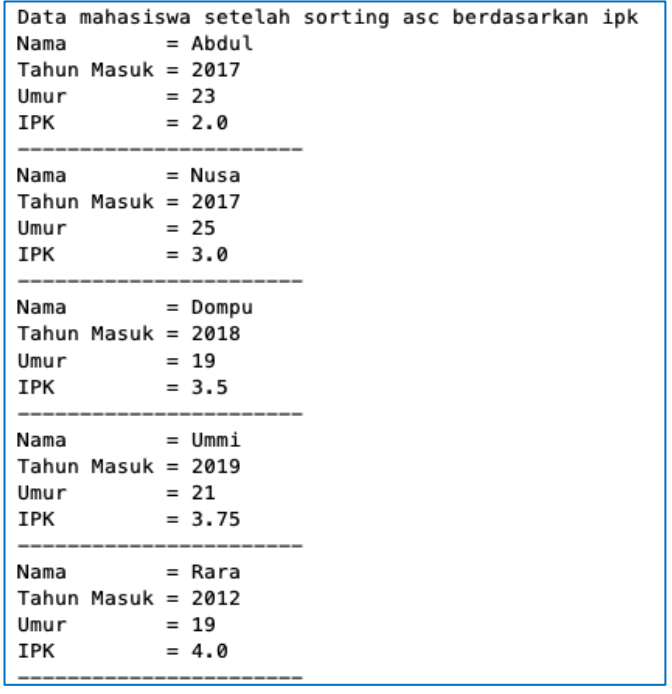 Data mahasiswa setelah sorting asc berdasarkan ipk
Nama        = Abdul
Tahun Masuk = 2017
Umur        = 23
IPK         = 2.0
-----------------------
Nama        = Nusa
Tahun Masuk = 2017
Umur        = 25
IPK         = 3.0
-----------------------
Nama        = Dompu
Tahun Masuk = 2018
Umur        = 19
IPK         = 3.5
-----------------------
Nama        = Ummi
Tahun Masuk = 2019
Umur        = 21
IPK         = 3.75
-----------------------
Nama        = Rara
Tahun Masuk = 2012
Umur        = 19
IPK         = 4.0
-----------------------